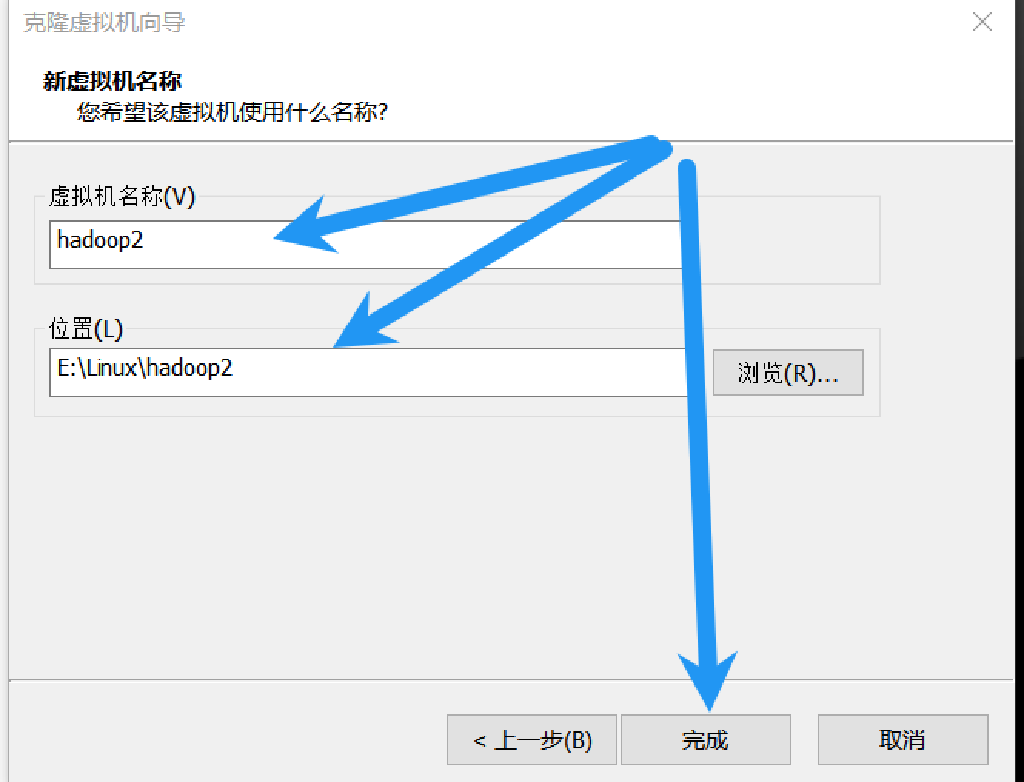 克隆虚拟机向导
新虚拟机名称
您希望该虚拟机使用什么名称?
虚拟机名称(V)
hadoop2
位置(L)
E:\Linux\hadoop2
浏览(R)...
< 上一步(B)
完成
取消